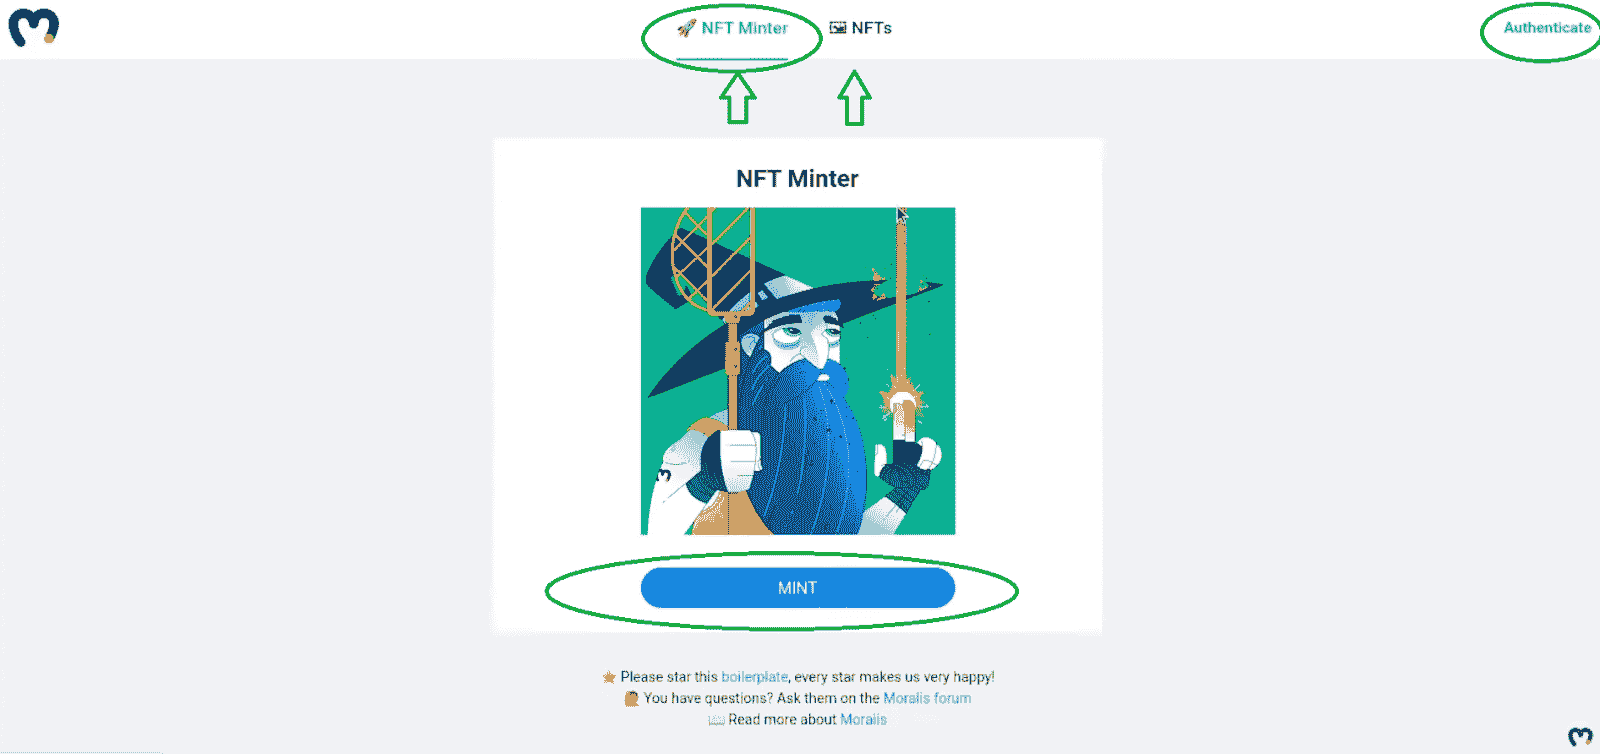 NFT Minter
NFTs
Authenticate
NFT Minter
MINT
Please star this boilerplate, every star makes us very happy!
You have questions? Ask them on the Moralis forum
Read more about Moralis